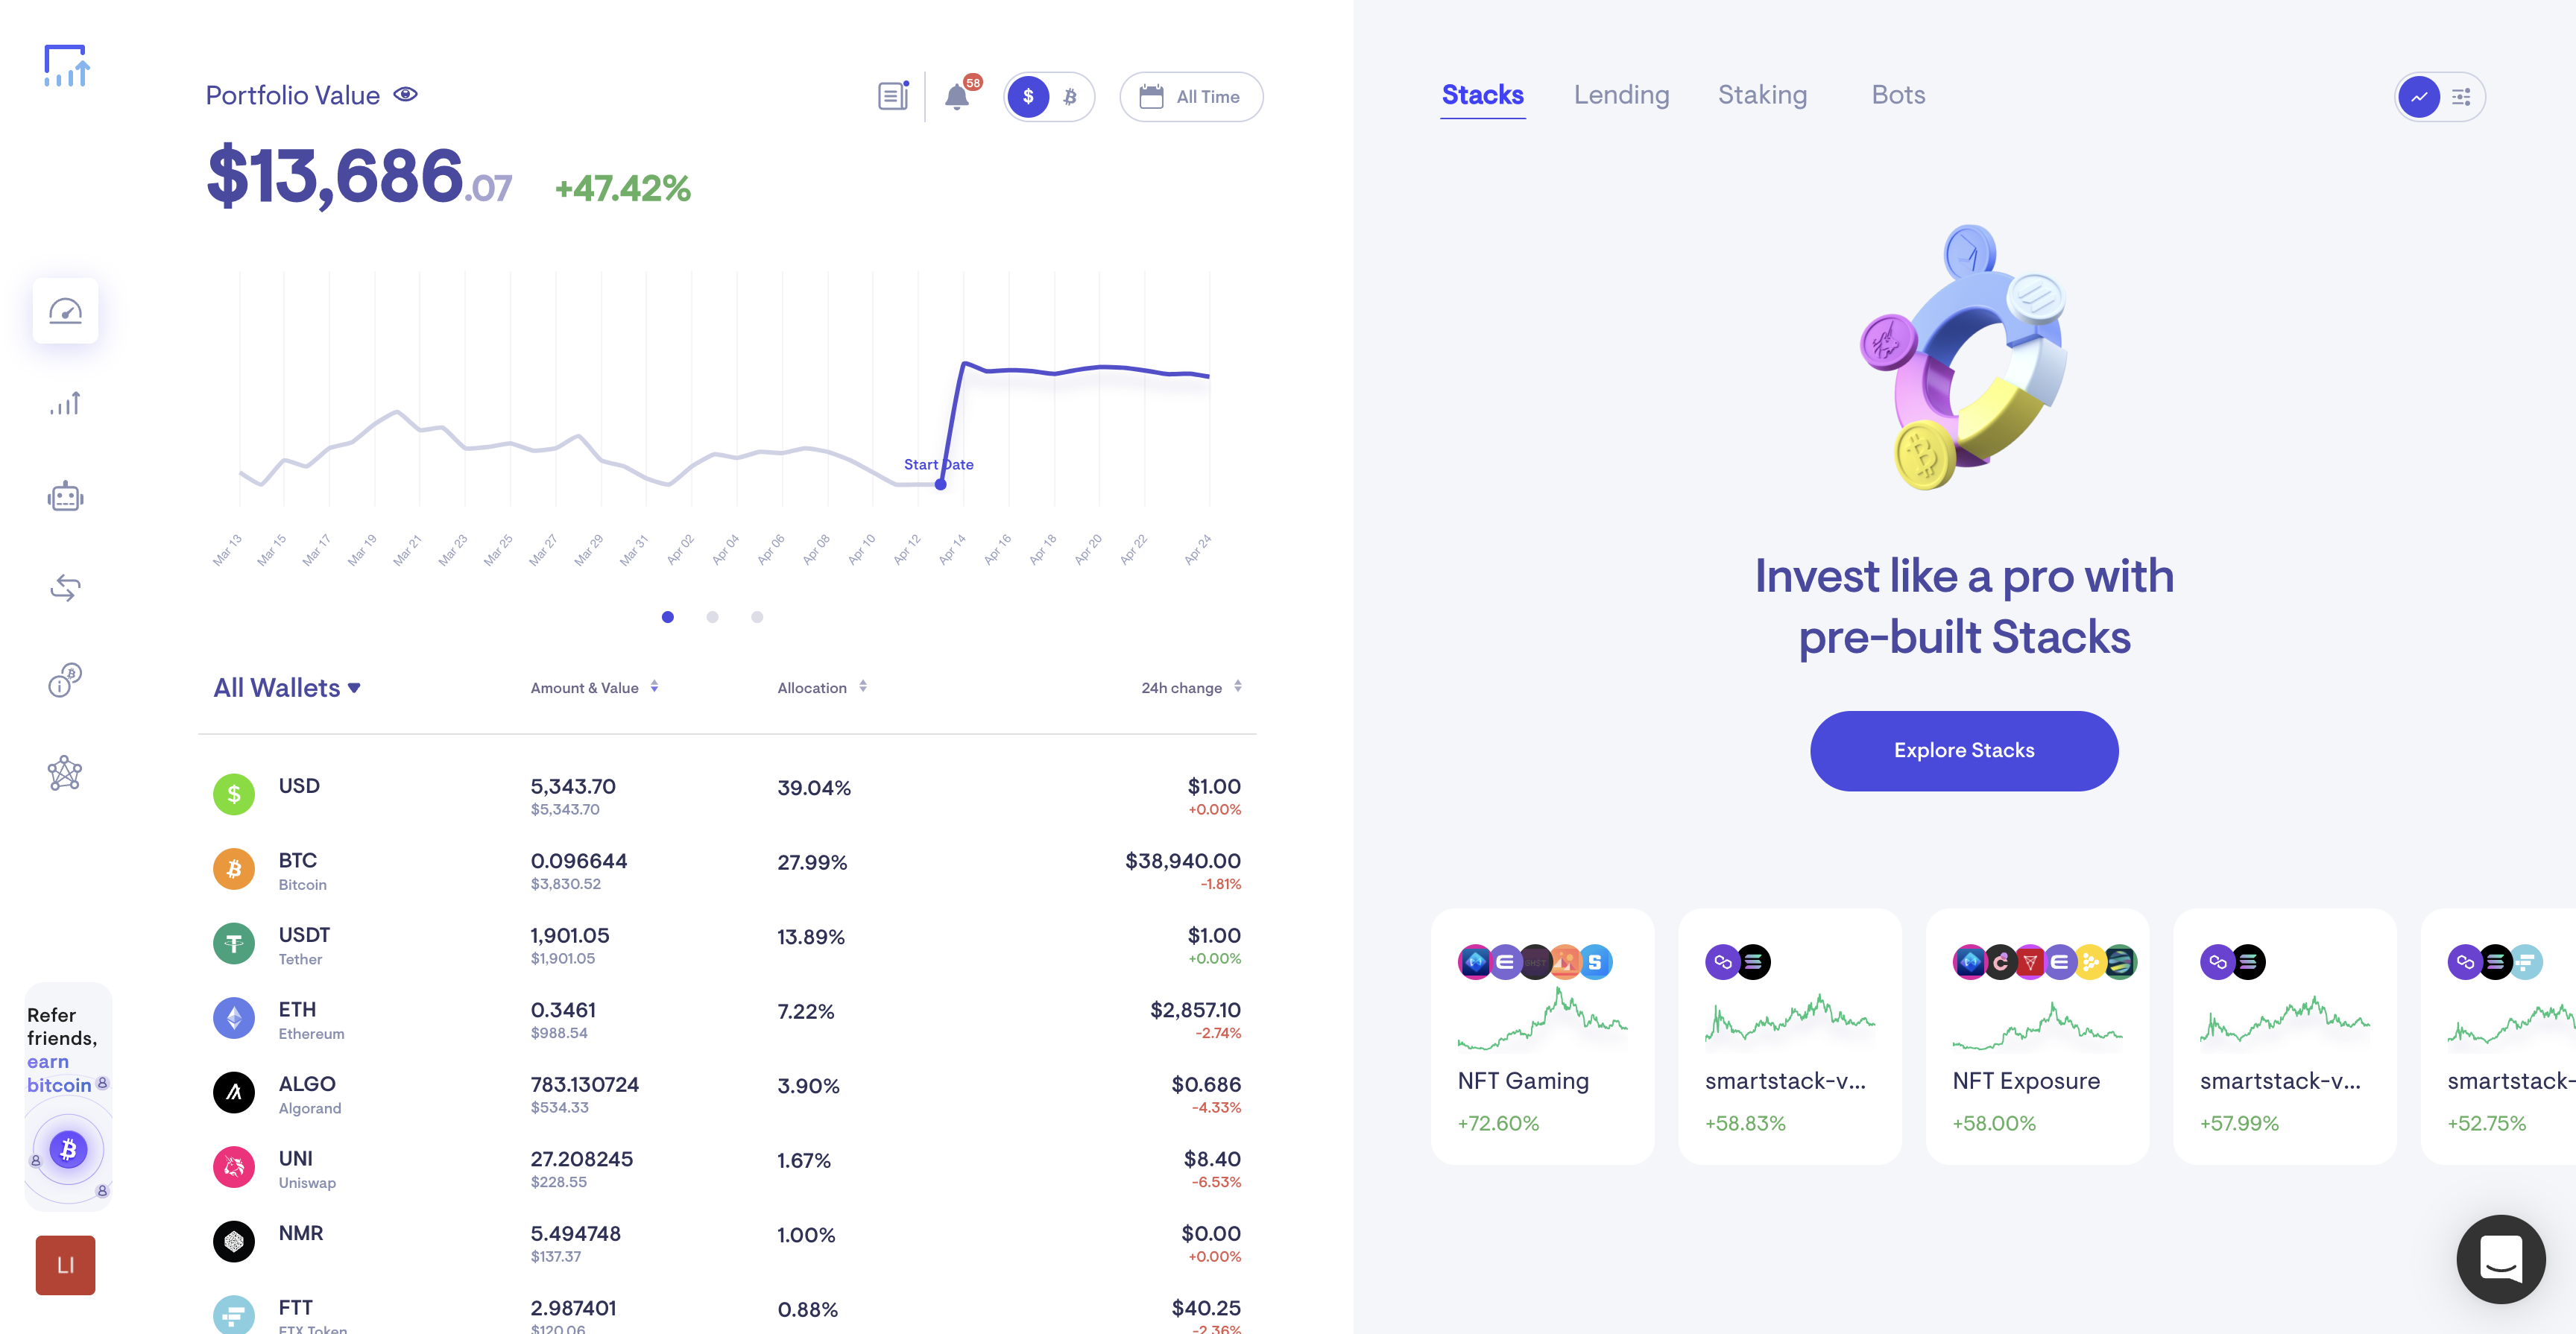 Portfolio Value
58
$
All Time
$13,686.07 +47.42%
Start Date
Mar 13 Mar 15 Mar 17 Mar 19 Mar 21 Mar 23 Mar 25 Mar 27 Mar 29 Mar 31 Apr 02 Apr 04 Apr 06 Apr 08 Apr 10 Apr 12 Apr 14 Apr 16 Apr 18 Apr 20 Apr 22 Apr 24
All Wallets Amount & Value Allocation 24h change
USD 5,343.70 39.04% $1.00
$5,343.70 +0.00%
BTC 0.096644 27.99% $38,940.00
Bitcoin $3,830.52 -1.81%
USDT 1,901.05 13.89% $1.00
Tether $1,901.05 +0.00%
ETH 0.3461 7.22% $2,857.10
Ethereum $988.54 -2.74%
ALGO 783.130724 3.90% $0.686
Algorand $534.33 -4.33%
UNI 27.208245 1.67% $8.40
Uniswap $228.55 -6.53%
NMR 5.494748 1.00% $0.00
$137.37 +0.00%
FTT 2.987401 0.88% $40.25
FTX Token $120.06 -2.36%
Refer
friends,
earn
bitcoin
LI
Stacks Lending Staking Bots
Invest like a pro with
pre-built Stacks
Explore Stacks
NFT Gaming
+72.60%
smartstack-v...
+58.83%
NFT Exposure
+58.00%
smartstack-v...
+57.99%
smartstack-
+52.75%